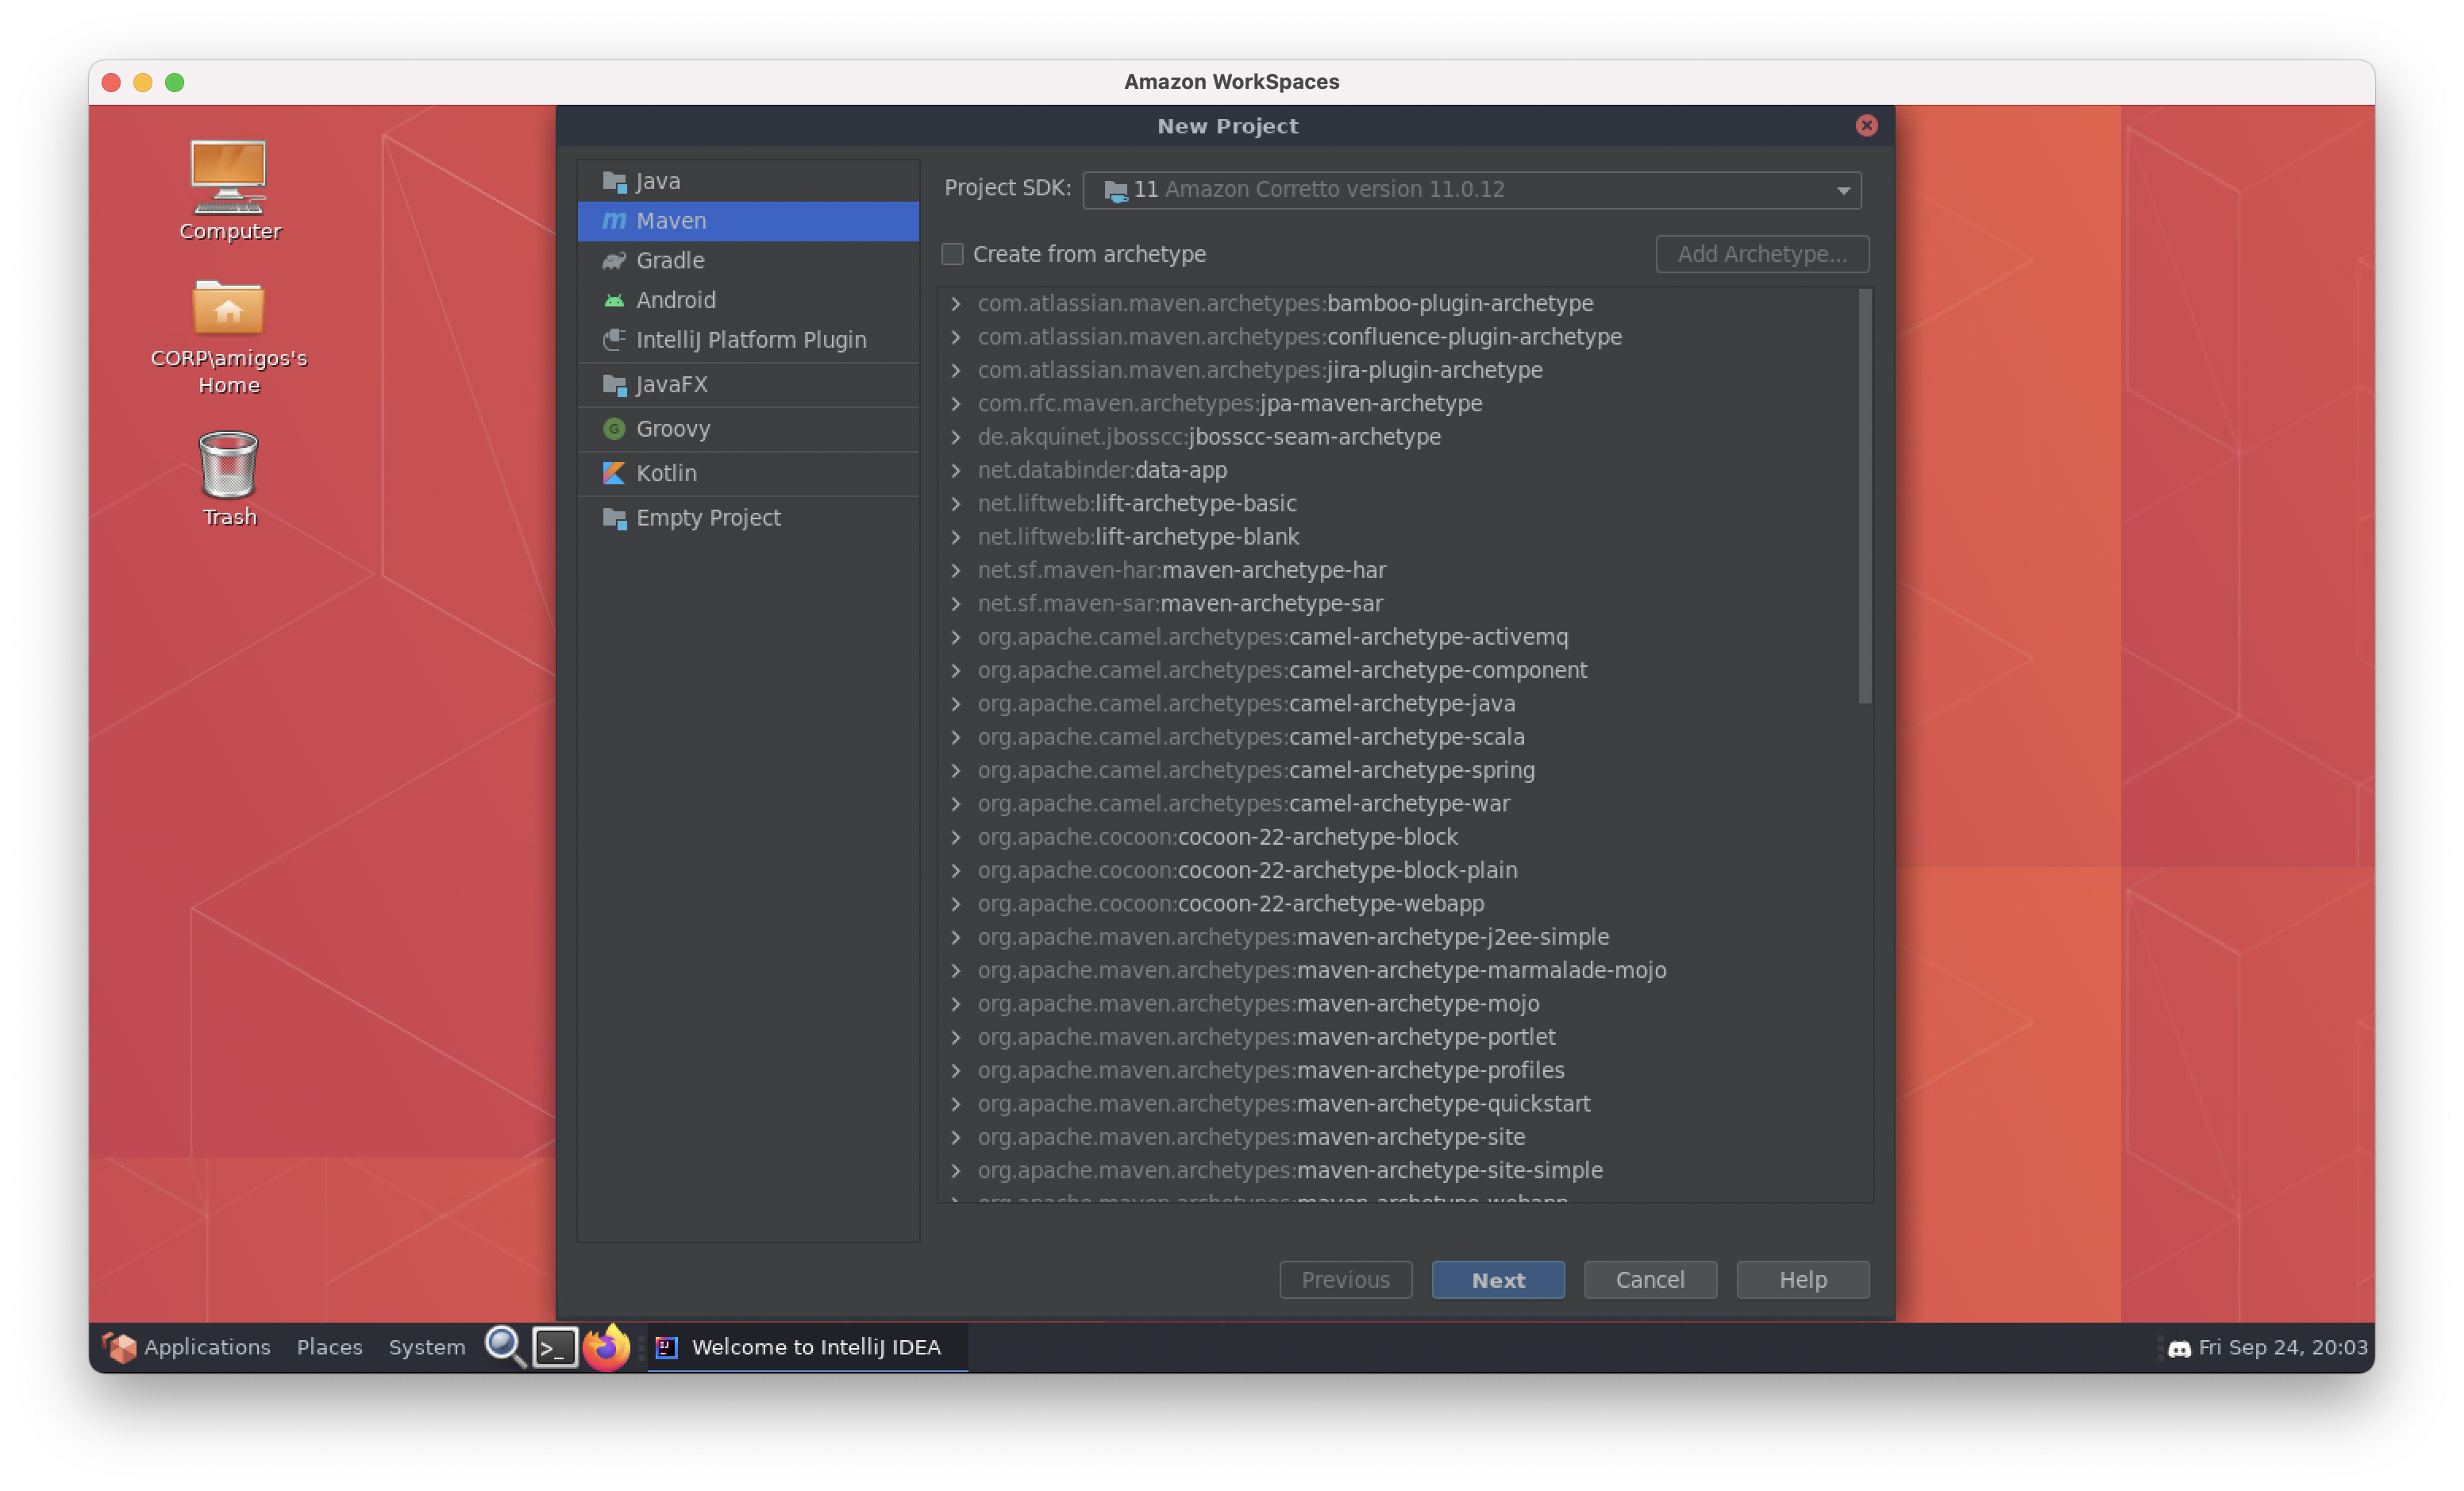 Amazon WorkSpaces
New Project
Computer
CORP\amigos's
Home
Trash
Java
Maven
Gradle
Android
IntelliJ Platform Plugin
JavaFX
Groovy
Kotlin
Empty Project
Project SDK: 11 Amazon Corretto version 11.0.12
Create from archetype
Add Archetype...
com.atlassian.maven.archetypes:bamboo-plugin-archetype
com.atlassian.maven.archetypes:confluence-plugin-archetype
com.atlassian.maven.archetypes:jira-plugin-archetype
com.rfc.maven.archetypes:jpa-maven-archetype
de.akquinet.jbosscc:jbosscc-seam-archetype
net.databinder:data-app
net.liftweb:lift-archetype-basic
net.liftweb:lift-archetype-blank
net.sf.maven-har:maven-archetype-har
net.sf.maven-sar:maven-archetype-sar
org.apache.camel.archetypes:camel-archetype-activemq
org.apache.camel.archetypes:camel-archetype-component
org.apache.camel.archetypes:camel-archetype-java
org.apache.camel.archetypes:camel-archetype-scala
org.apache.camel.archetypes:camel-archetype-spring
org.apache.camel.archetypes:camel-archetype-war
org.apache.cocoon:cocoon-22-archetype-block
org.apache.cocoon:cocoon-22-archetype-block-plain
org.apache.cocoon:cocoon-22-archetype-webapp
org.apache.maven.archetypes:maven-archetype-j2ee-simple
org.apache.maven.archetypes:maven-archetype-marmalade-mojo
org.apache.maven.archetypes:maven-archetype-mojo
org.apache.maven.archetypes:maven-archetype-portlet
org.apache.maven.archetypes:maven-archetype-profiles
org.apache.maven.archetypes:maven-archetype-quickstart
org.apache.maven.archetypes:maven-archetype-site
org.apache.maven.archetypes:maven-archetype-site-simple
org.apache.maven.archetypes:maven-archetype-webapp
Previous
Next
Cancel
Help
Applications
Places
System
Welcome to IntelliJ IDEA
Fri Sep 24, 20:03